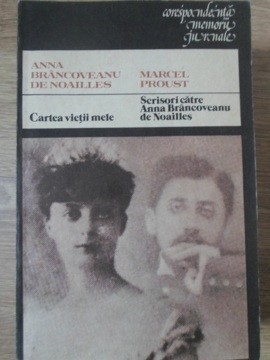 corespondență
memorii
jurnale
ANNA
BRÂNCOVEANU
DE NOAILLES
Cartea vieții mele
MARCEL
PROUST
Scrisori către
Anna Brâncoveanu
de Noailles